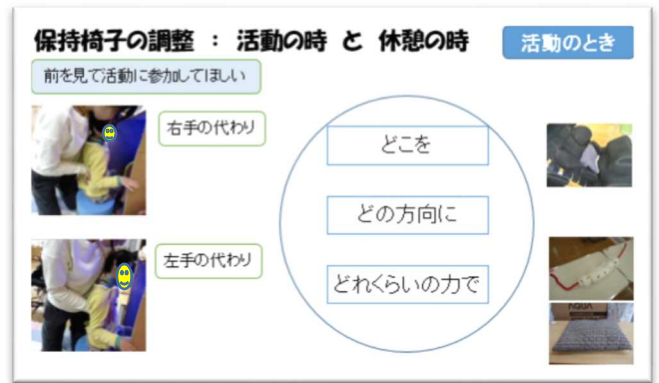 保持椅子の調整 : 活動の時 と 休憩の時
活動のとき
前を見て活動に参加してほしい
右手の代わり
左手の代わり
どこを
どの方向に
どれくらいの力で
AQUA